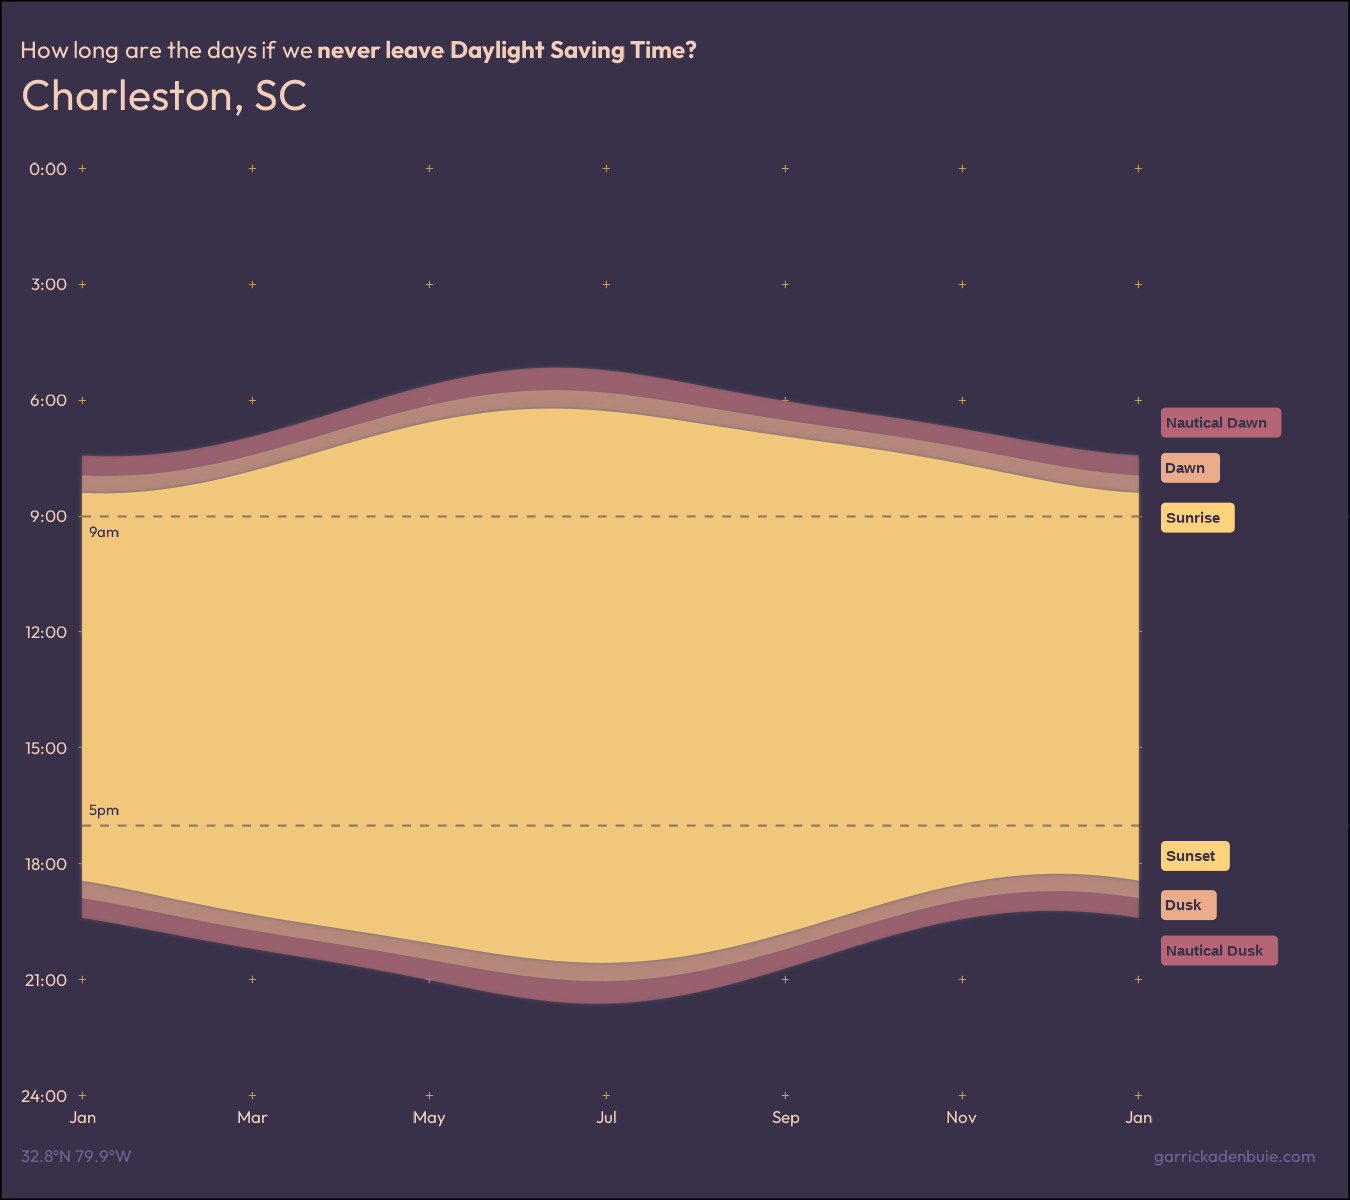 How long are the days if we never leave Daylight Saving Time?
Charleston, SC
0:00
3:00
6:00
Nautical Dawn
Dawn
9:00
Sunrise
9am
12:00
15:00
5pm
18:00
Sunset
Dusk
Nautical Dusk
21:00
24:00
Jan Mar May Jul Sep Nov Jan
32.8°N 79.9°W garrickadenbuie.com